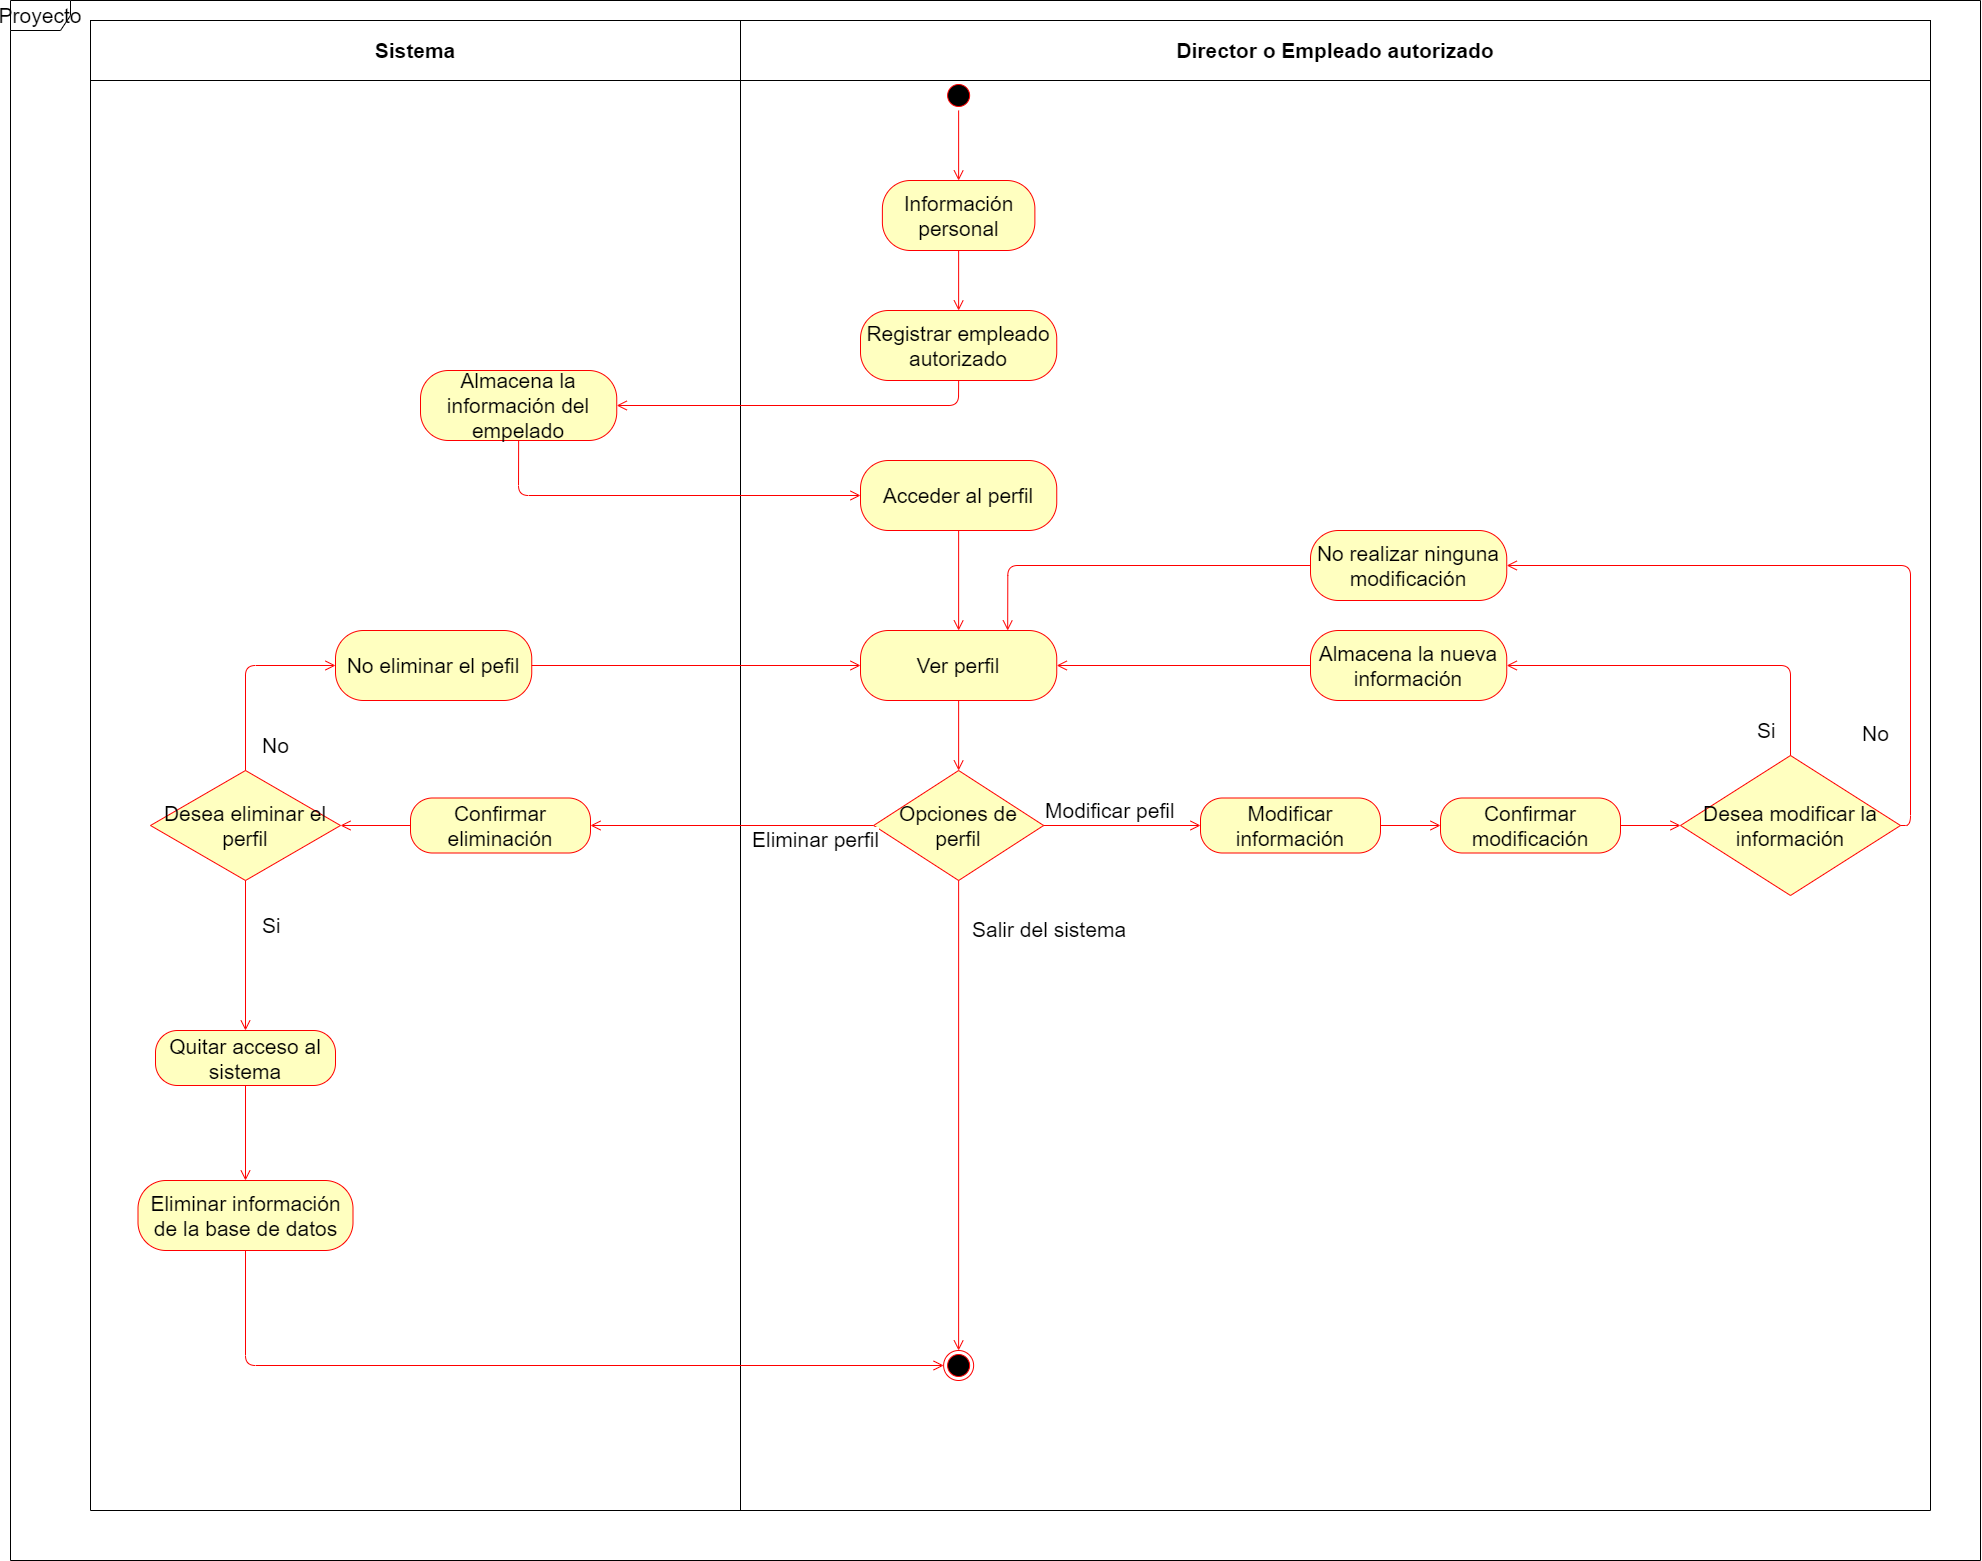 Proyecto
Sistema
Director o Empleado autorizado
Información
personal
Registrar empleado
autorizado
Almacena la
información del
empelado
Acceder al perfil
No realizar ninguna
modificación
No eliminar el pefil
Ver perfil
Almacena la nueva
información
No
Si
No
Desea eliminar el
perfil
Confirmar
eliminación
Eliminar perfil
Opciones de
perfil
Modificar pefil
Modificar
información
Confirmar
modificación
Desea modificar la
información
Si
Salir del sistema
Quitar acceso al
sistema
Eliminar información
de la base de datos